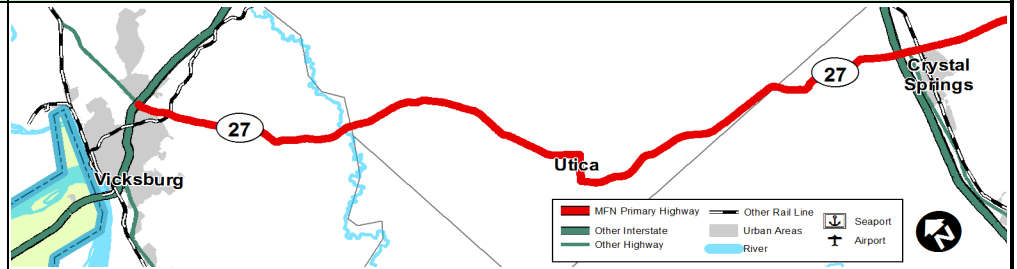 27
27
Crystal
Springs
Utica
Vicksburg
MFN Primary Highway
Other Interstate
Other Highway
Other Rail Line
Urban Areas
River
Seaport
Airport
N